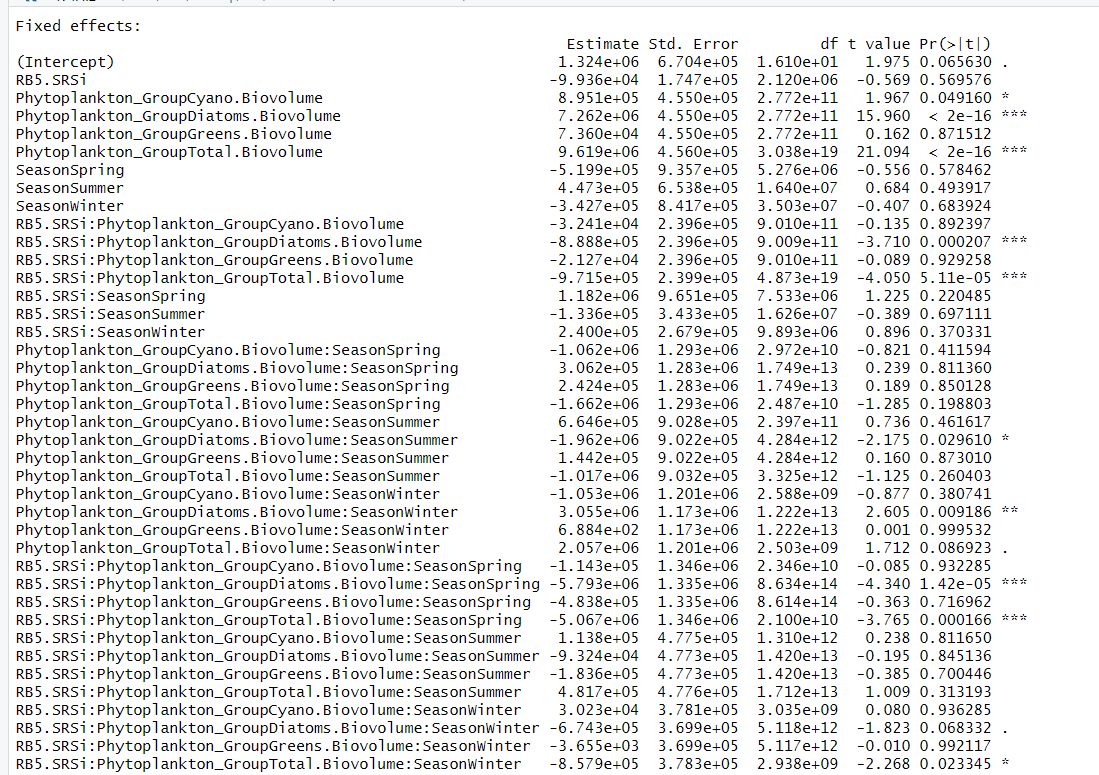 Fixed effects:
Estimate Std. Error df t value Pr(>|t|)
(Intercept) 1.324e+06 6.704e+05 1.610e+01 1.975 0.065630 .
RB5.SRSi -9.936e+04 1.747e+05 2.120e+06 -0.569 0.569576
Phytoplankton_GroupCyano.Biovolume 8.951e+05 4.550e+05 2.772e+11 1.967 0.049160 *
Phytoplankton_GroupDiatoms.Biovolume 7.262e+06 4.550e+05 2.772e+11 15.960 < 2e-16 ***
Phytoplankton_GroupGreens.Biovolume 7.360e+04 4.550e+05 2.772e+11 0.162 0.871512
Phytoplankton_GroupTotal.Biovolume 9.619e+06 4.560e+05 3.038e+19 21.094 < 2e-16 ***
SeasonSpring -5.199e+05 9.357e+05 5.276e+06 -0.556 0.578462
SeasonSummer 4.473e+05 6.538e+05 1.640e+07 0.684 0.493917
SeasonWinter -3.427e+05 8.417e+05 3.503e+07 -0.407 0.683924
RB5.SRSi:Phytoplankton_GroupCyano.Biovolume -3.241e+04 2.396e+05 9.010e+11 -0.135 0.892397
RB5.SRSi:Phytoplankton_GroupDiatoms.Biovolume -8.888e+05 2.396e+05 9.009e+11 -3.710 0.000207 ***
RB5.SRSi:Phytoplankton_GroupGreens.Biovolume -2.127e+04 2.396e+05 9.010e+11 -0.089 0.929258
RB5.SRSi:Phytoplankton_GroupTotal.Biovolume -9.715e+05 2.399e+05 4.873e+19 -4.050 5.11e-05 ***
RB5.SRSi:SeasonSpring 1.182e+06 9.651e+05 7.533e+06 1.225 0.220485
RB5.SRSi:SeasonSummer -1.336e+05 3.433e+05 1.626e+07 -0.389 0.697111
RB5.SRSi:SeasonWinter 2.400e+05 2.679e+05 9.893e+06 0.896 0.370331
Phytoplankton_GroupCyano.Biovolume:SeasonSpring -1.062e+06 1.293e+06 2.972e+10 -0.821 0.411594
Phytoplankton_GroupDiatoms.Biovolume:SeasonSpring 3.062e+05 1.283e+06 1.749e+13 0.239 0.811360
Phytoplankton_GroupGreens.Biovolume:SeasonSpring 2.424e+05 1.283e+06 1.749e+13 0.189 0.850128
Phytoplankton_GroupTotal.Biovolume:SeasonSpring -1.662e+06 1.293e+06 2.487e+10 -1.285 0.198803
Phytoplankton_GroupCyano.Biovolume:SeasonSummer 6.646e+05 9.028e+05 2.397e+11 0.736 0.461617
Phytoplankton_GroupDiatoms.Biovolume:SeasonSummer -1.962e+06 9.022e+05 4.284e+12 -2.175 0.029610 *
Phytoplankton_GroupGreens.Biovolume:SeasonSummer 1.442e+05 9.022e+05 4.284e+12 0.160 0.873010
Phytoplankton_GroupTotal.Biovolume:SeasonSummer -1.017e+06 9.032e+05 3.325e+12 -1.125 0.260403
Phytoplankton_GroupCyano.Biovolume:SeasonWinter -1.053e+06 1.201e+06 2.588e+09 -0.877 0.380741
Phytoplankton_GroupDiatoms.Biovolume:SeasonWinter 3.055e+06 1.173e+06 1.222e+13 2.605 0.009186 **
Phytoplankton_GroupGreens.Biovolume:SeasonWinter 6.884e+02 1.173e+06 1.222e+13 0.001 0.999532
Phytoplankton_GroupTotal.Biovolume:SeasonWinter 2.057e+06 1.201e+06 2.503e+09 1.712 0.086923 .
RB5.SRSi:Phytoplankton_GroupCyano.Biovolume:SeasonSpring -1.143e+05 1.346e+06 2.346e+10 -0.085 0.932285
RB5.SRSi:Phytoplankton_GroupDiatoms.Biovolume:SeasonSpring -5.793e+06 1.335e+06 8.634e+14 -4.340 1.42e-05 ***
RB5.SRSi:Phytoplankton_GroupGreens.Biovolume:SeasonSpring -4.838e+05 1.335e+06 8.614e+14 -0.363 0.716962
RB5.SRSi:Phytoplankton_GroupTotal.Biovolume:SeasonSpring -5.067e+06 1.346e+06 2.100e+10 -3.765 0.000166 ***
RB5.SRSi:Phytoplankton_GroupCyano.Biovolume:SeasonSummer 1.138e+05 4.775e+05 1.310e+12 0.238 0.811650
RB5.SRSi:Phytoplankton_GroupDiatoms.Biovolume:SeasonSummer -9.324e+04 4.773e+05 1.420e+13 -0.195 0.845136
RB5.SRSi:Phytoplankton_GroupGreens.Biovolume:SeasonSummer -1.836e+05 4.773e+05 1.420e+13 -0.385 0.700446
RB5.SRSi:Phytoplankton_GroupTotal.Biovolume:SeasonSummer 4.817e+05 4.776e+05 1.712e+13 1.009 0.313193
RB5.SRSi:Phytoplankton_GroupCyano.Biovolume:SeasonWinter 3.023e+04 3.781e+05 3.035e+09 0.080 0.936285
RB5.SRSi:Phytoplankton_GroupDiatoms.Biovolume:SeasonWinter -6.743e+05 3.699e+05 5.118e+12 -1.823 0.068332 .
RB5.SRSi:Phytoplankton_GroupGreens.Biovolume:SeasonWinter -3.655e+03 3.699e+05 5.117e+12 -0.010 0.992117
RB5.SRSi:Phytoplankton_GroupTotal.Biovolume:SeasonWinter -8.579e+05 3.783e+05 2.938e+09 -2.268 0.023345 *